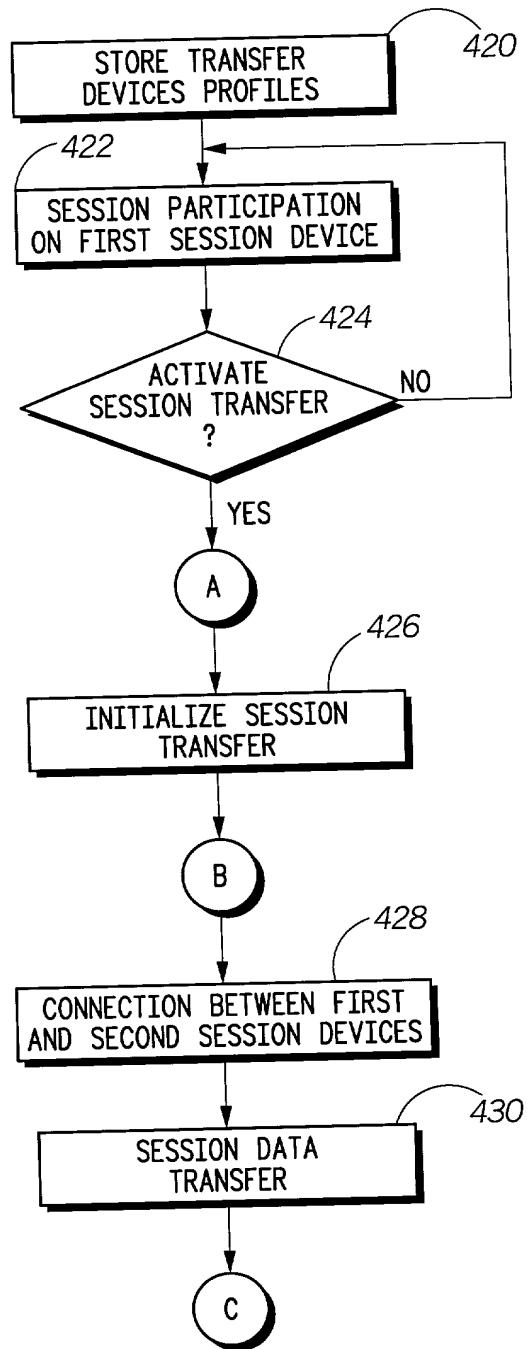 420
STORE TRANSFER
DEVICES PROFILES
422
SESSION PARTICIPATION
ON FIRST SESSION DEVICE
424
ACTIVATE
SESSION TRANSFER
?
NO
YES
A
426
INITIALIZE SESSION
TRANSFER
B
428
CONNECTION BETWEEN FIRST
AND SECOND SESSION DEVICES
430
SESSION DATA
TRANSFER
C